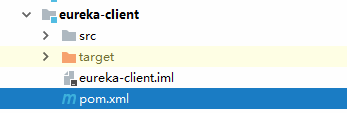 eureka-client
src
target
eureka-client.iml
pom.xml